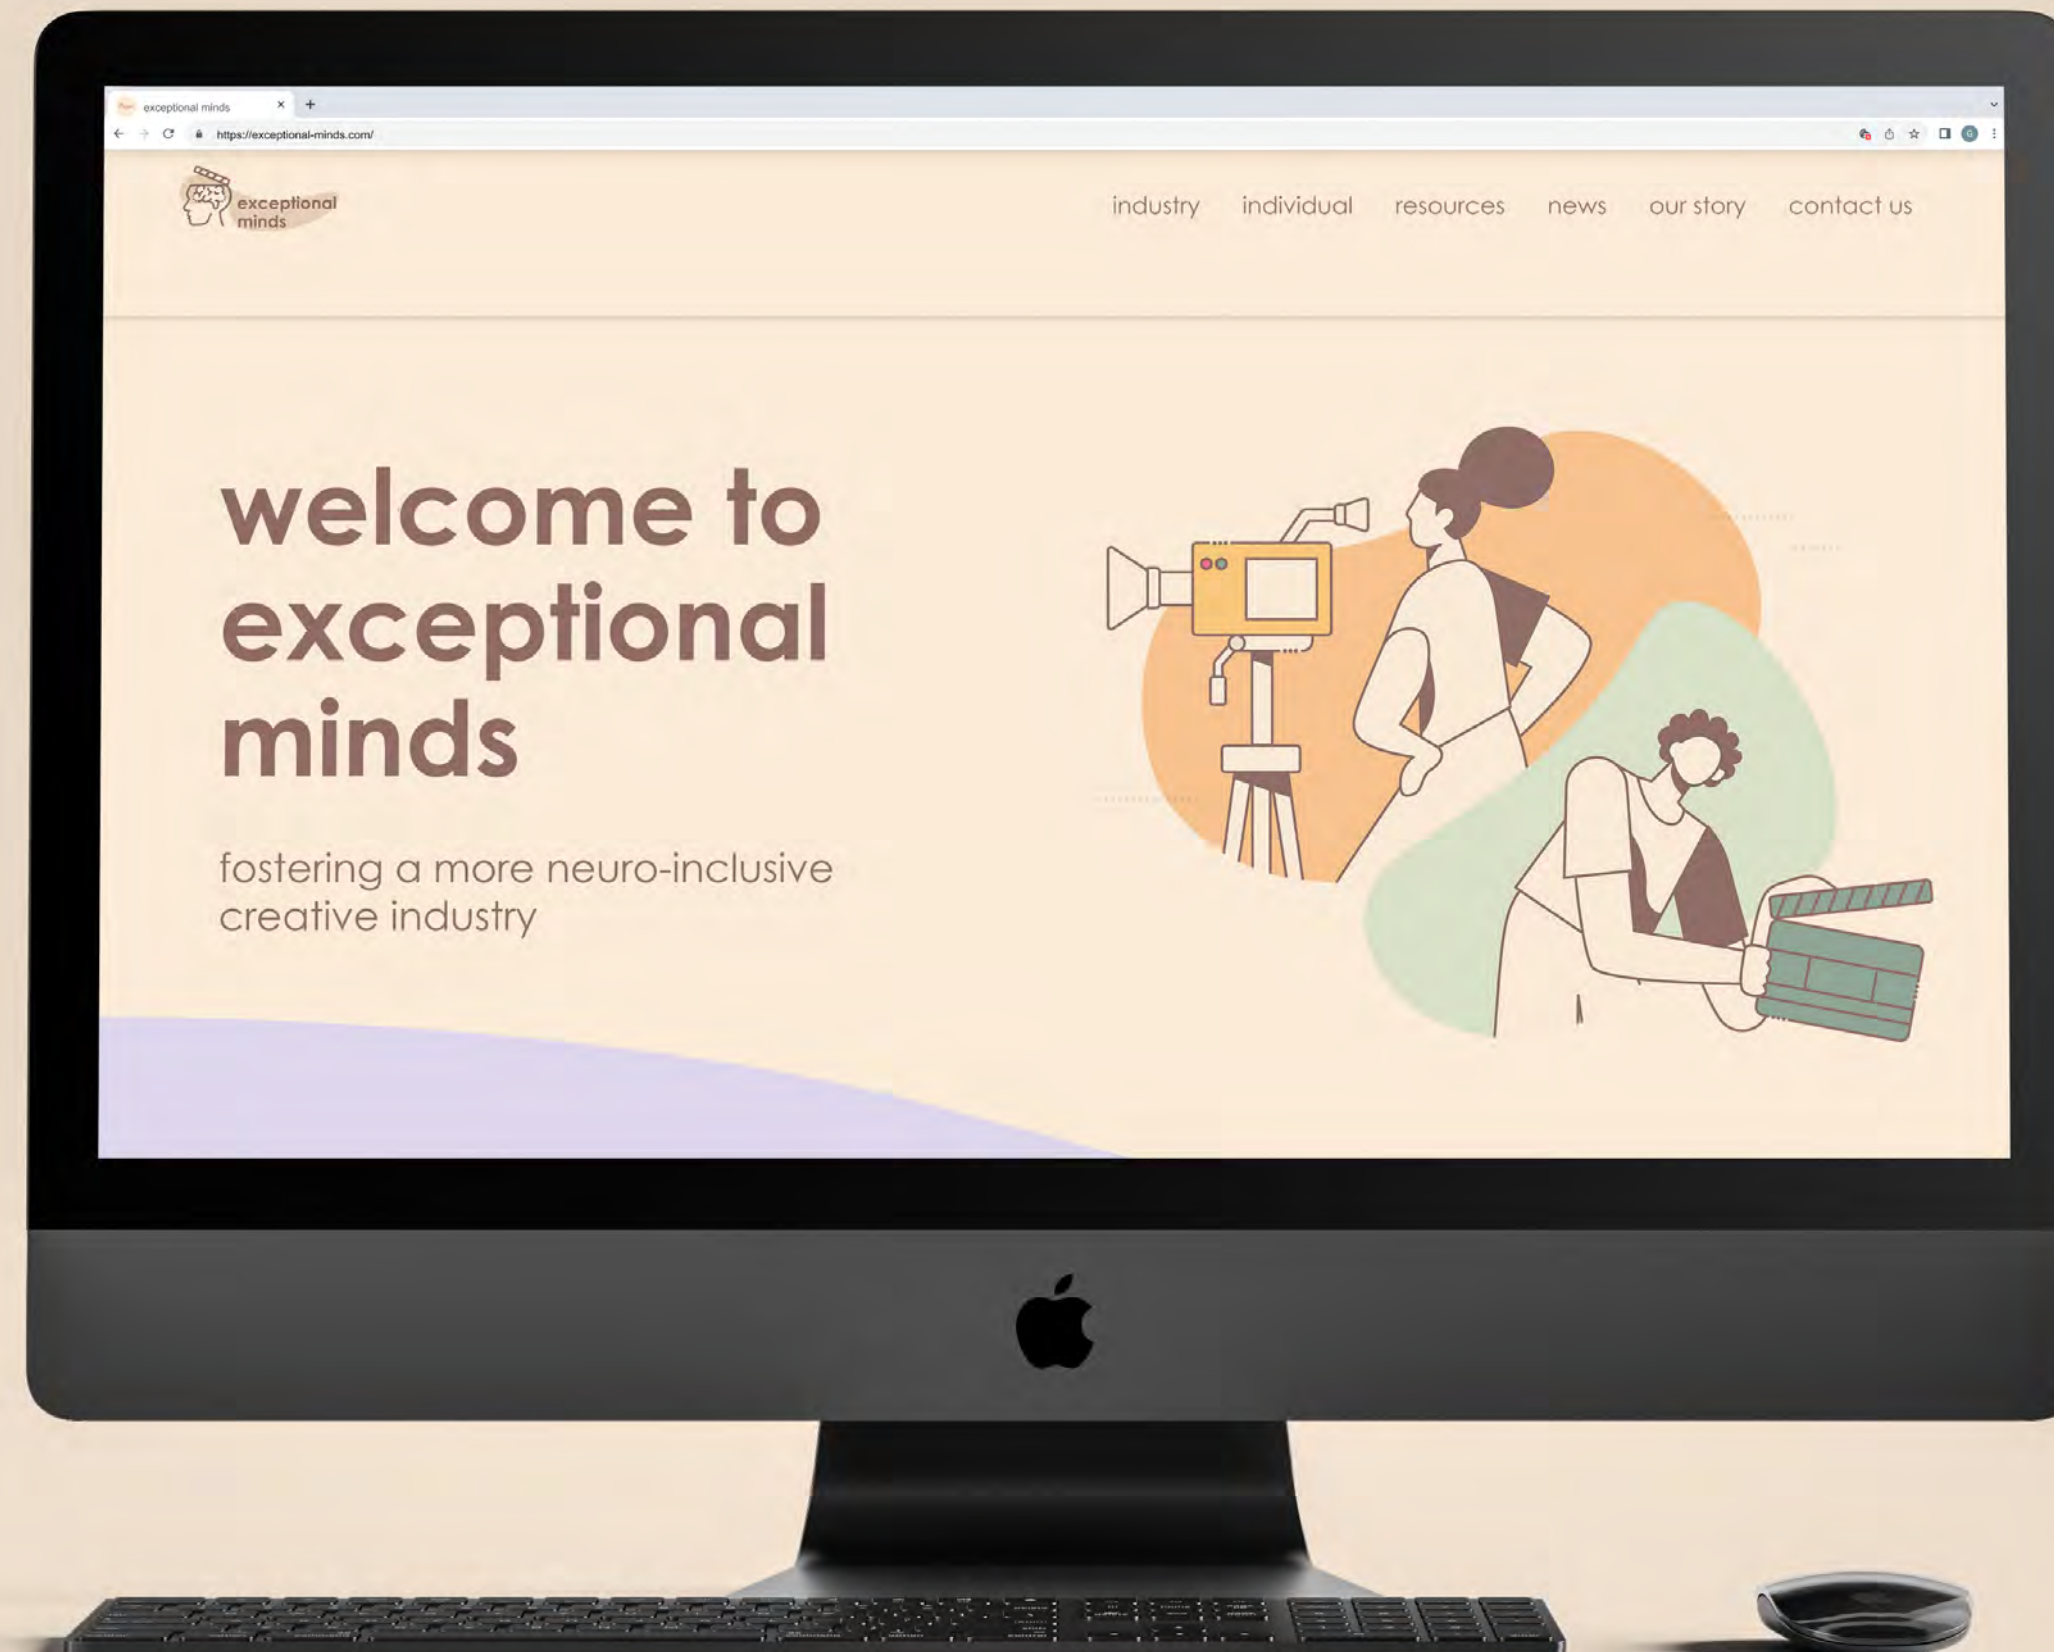 exceptional minds
https://exceptional-minds.com/
G
exceptional
minds
industry individual resources news our story contact us
welcome to
exceptional
minds
fostering a more neuro-inclusive
creative industry